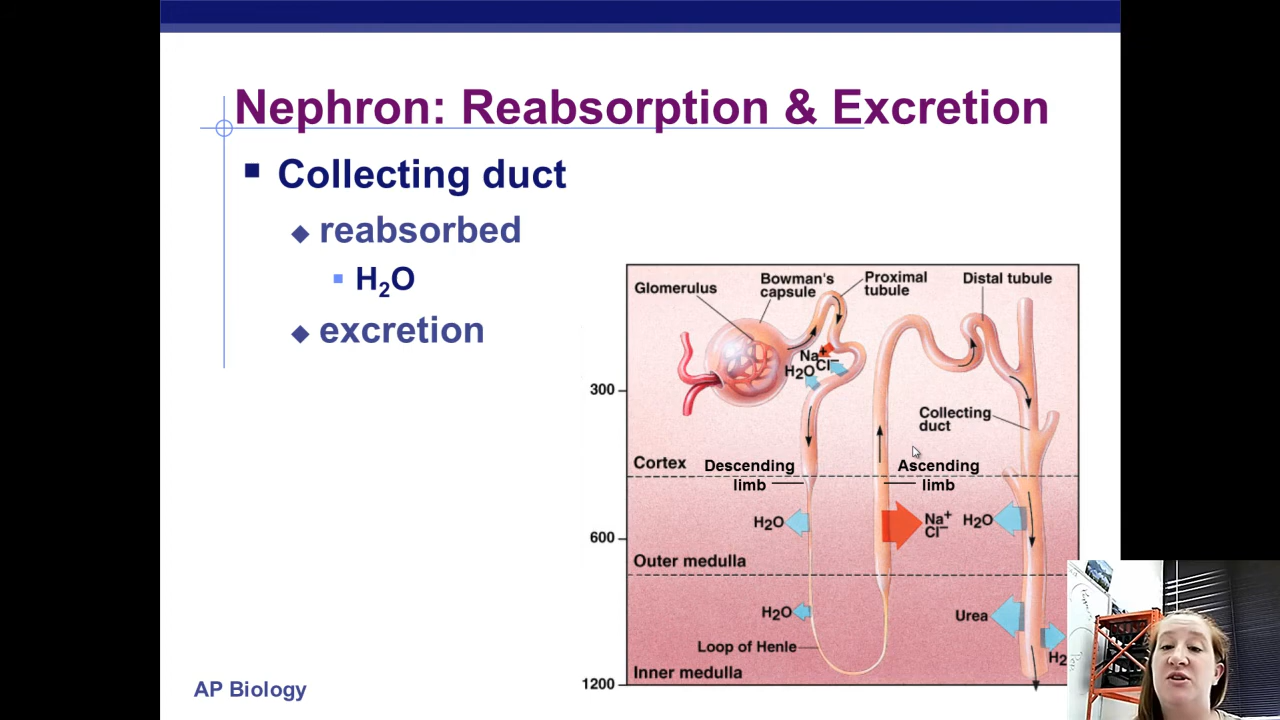 Nephron: Reabsorption & Excretion
Collecting duct
reabsorbed
H₂O
excretion
Glomerulus
Bowman's
capsule
Proximal
tubule
Distal tubule
Na⁺
Cl⁻
H₂O
300
Collecting
duct
Cortex
Descending
limb
Ascending
limb
H₂O
Na⁺
Cl⁻
H₂O
600
Outer medulla
H₂O
Urea
H₂
Loop of Henle
Inner medulla
1200
AP Biology